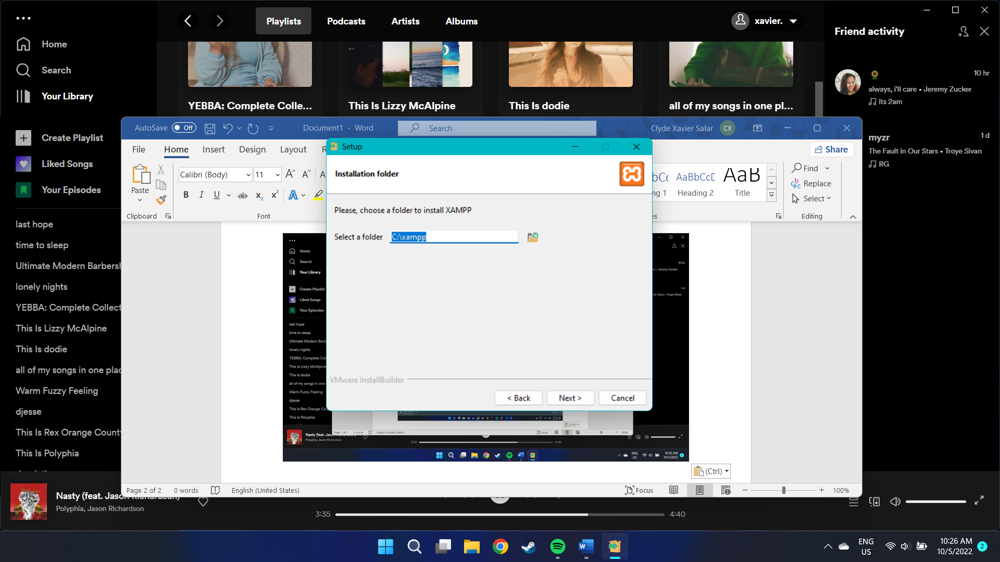 Home
Search
Your Library
Create Playlist
Liked Songs
Your Episodes
last hope
time to sleep
Ultimate Modern Barbersh
lonely nights
YEBBA: Complete Collect
This Is Lizzy McAlpine
This Is dodie
all of my songs in one plac
Warm Fuzzy Feeling
djesse
This Is Rex Orange County
This Is Polyphia
Playlists
Podcasts
Artists
Albums
xavier.
YEBBA: Complete Colle...
This Is Lizzy McAlpine
This Is dodie
all of my songs in one pl...
Friend activity
10 hr
always, i'll care • Jeremy Zucker
its 2am
myzr
1 d
The Fault in Our Stars • Troye Sivan
RG
AutoSave Off
Document1 - Word
Search
Clyde Xavier Salar
CX
File
Home
Insert
Design
Layout
R
Share
Paste
Clipboard
Calibri (Body)
11
B I U ab x2 x2 A
Font
AaBbCcD
AaB
ng 1
Heading 2
Title
es
Find
Replace
Select
Editing
Setup
Installation folder
Please, choose a folder to install XAMPP
Select a folder
C:\xampp
VMware InstallBuilder
< Back
Next >
Cancel
Home
Search
Your Library
Create Playlist
Liked Songs
Your Episodes
last hope
time to sleep
Ultimate Modern Barb
lonely nights
YEBBA: Complete Col
This Is Lizzy McAlpine
This Is dodie
all of my songs in one
Warm Fuzzy Feeling
djesse
This Is Rex Orange Cou
This Is Polyphia
10 hr
• Jeremy Zucker
1 d
Our Stars • Troye Sivan
Page 1 of 1
0 words
English (United States)
Focus
100%
(Ctrl)
Nasty (feat. Jason
Polyphia, Jason Richardson
3:26
4:40
ENG
US
10:26 AM
10/5/2022
(Ctrl)
Page 2 of 2
0 words
English (United States)
Focus
100%
Nasty (feat. Jason Richardson)
Polyphia, Jason Richardson
3:35
4:40
ENG
US
10:26 AM
10/5/2022
2